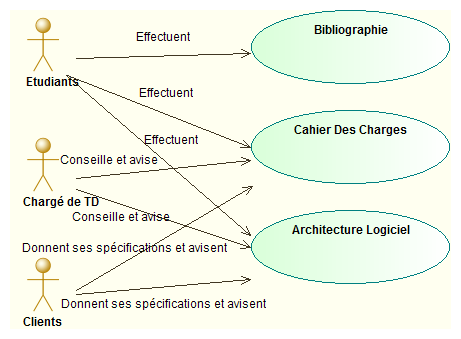 Effectuent
Bibliographie
Etudiants
Effectuent
Cahier Des Charges
Effectuent
Conseille et avise
Chargé de TD
Conseille et avise
Architecture Logiciel
Donnent ses spécifications et avisent
Donnent ses spécifications et avisent
Clients